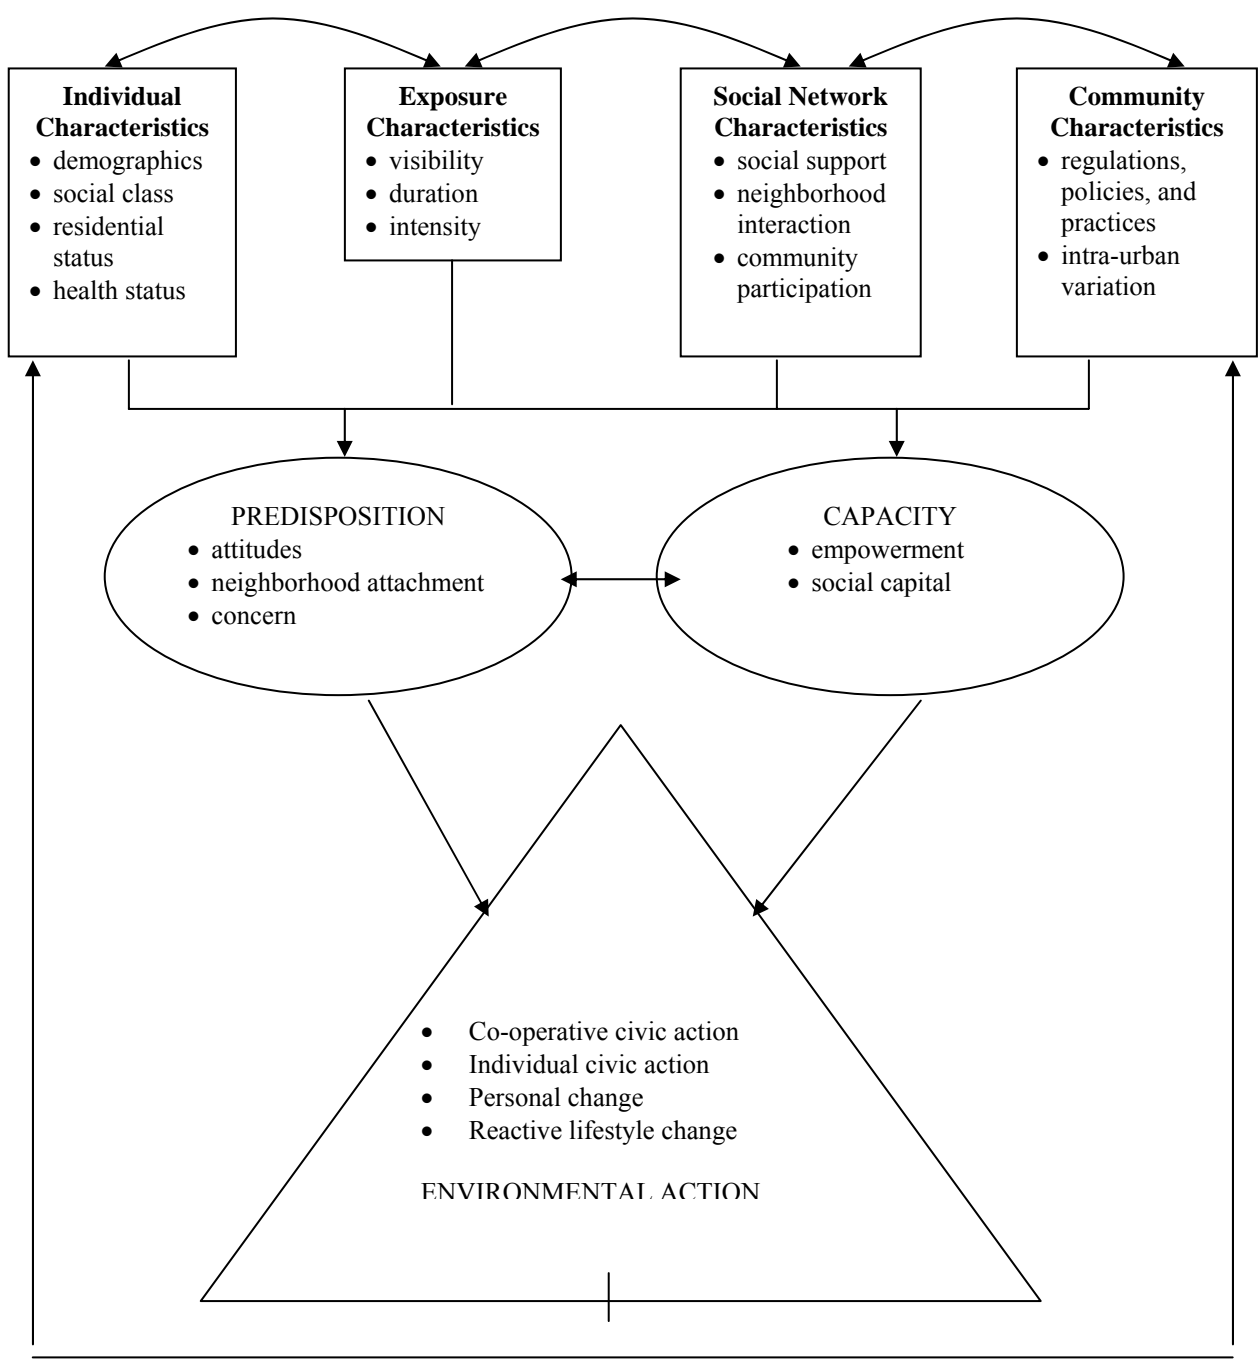 Individual
Characteristics
• demographics
• social class
• residential
status
• health status
Exposure
Characteristics
• visibility
• duration
• intensity
Social Network
Characteristics
• social support
• neighborhood
interaction
• community
participation
Community
Characteristics
• regulations,
policies, and
practices
• intra-urban
variation
PREDISPOSITION
• attitudes
• neighborhood attachment
• concern
CAPACITY
• empowerment
• social capital
• Co-operative civic action
• Individual civic action
• Personal change
• Reactive lifestyle change
ENVIRONMENTAL ACTION